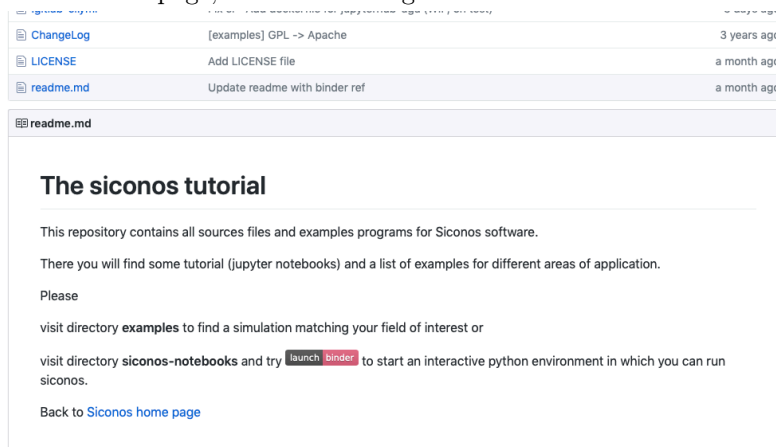 ChangeLog [examples] GPL -> Apache 3 years ago
LICENSE Add LICENSE file a month ago
readme.md Update readme with binder ref a month ago
readme.md
The siconos tutorial
This repository contains all sources files and examples programs for Siconos software.
There you will find some tutorial (jupyter notebooks) and a list of examples for different areas of application.
Please
visit directory examples to find a simulation matching your field of interest or
visit directory siconos-notebooks and try launch binder to start an interactive python environment in which you can run
siconos.
Back to Siconos home page